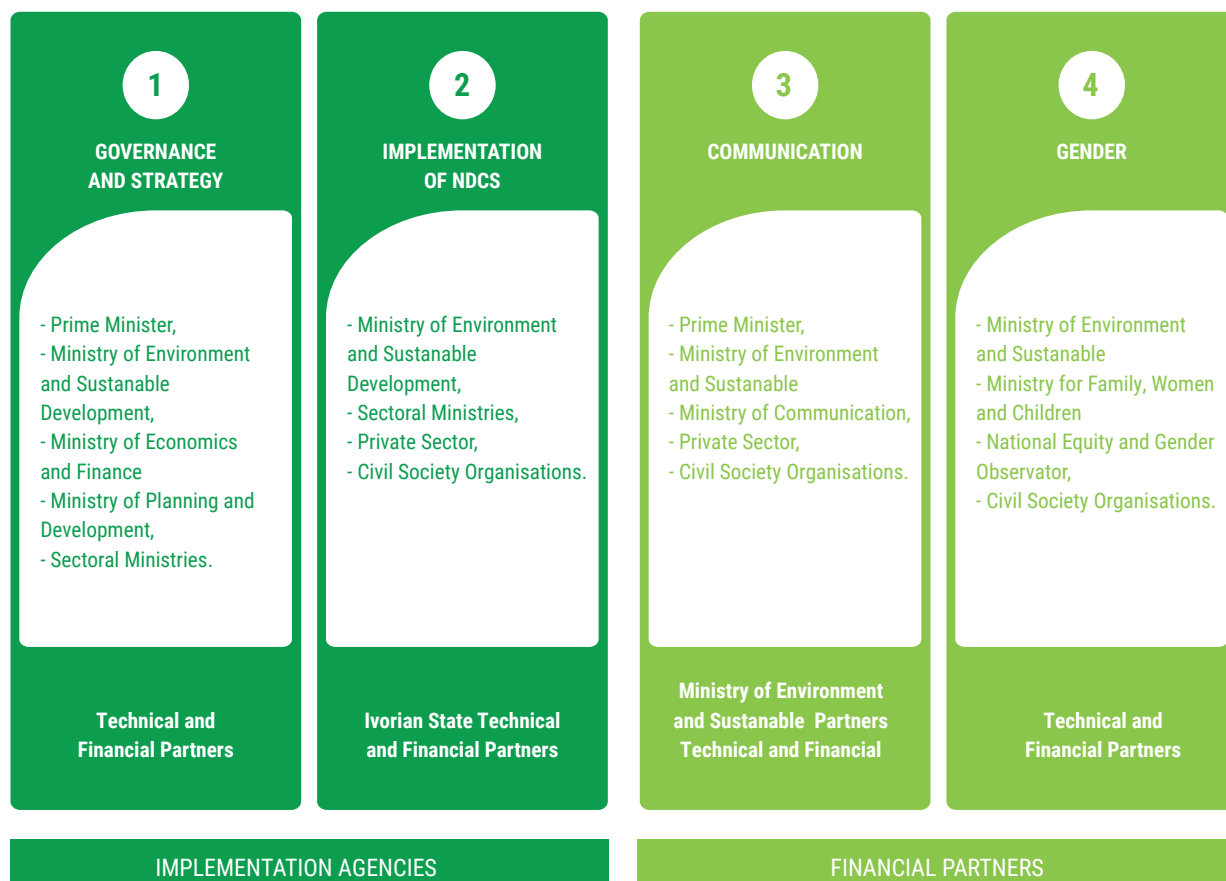 1
GOVERNANCE
AND STRATEGY
- Prime Minister,
- Ministry of Environment
and Sustanable
Development,
- Ministry of Economics
and Finance
- Ministry of Planning and
Development,
- Sectoral Ministries.
Technical and
Financial Partners
2
IMPLEMENTATION
OF NDCS
- Ministry of Environment
and Sustanable
Development,
- Sectoral Ministries,
- Private Sector,
- Civil Society Organisations.
Ivorian State Technical
and Financial Partners
3
COMMUNICATION
- Prime Minister,
- Ministry of Environment
and Sustanable
- Ministry of Communication,
- Private Sector,
- Civil Society Organisations.
Ministry of Environment
and Sustanable Partners
Technical and Financial
4
GENDER
- Ministry of Environment
and Sustanable
- Ministry for Family, Women
and Children
- National Equity and Gender
Observator,
- Civil Society Organisations.
Technical and
Financial Partners
IMPLEMENTATION AGENCIES
FINANCIAL PARTNERS